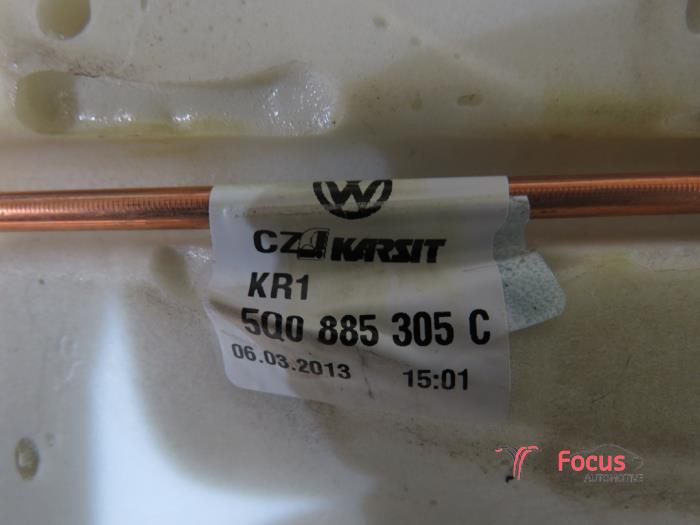 CZ KARSIT
KR1
5Q0 885 305 C
06.03.2013 15:01
Focus
AUTOMOTIVE